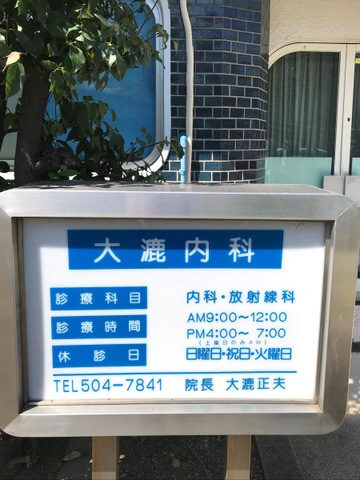 大漉内科
診療科目 内科・放射線科
診療時間 AM9:00〜12:00
PM4:00〜 7:00
(土曜日のみAM)
休診日 日曜日・祝日・火曜日
TEL504-7841 院長 大漉正夫